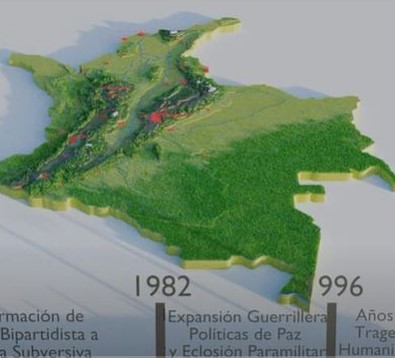 1982
996
rmación de
Bipartidista a
a Subversiva
Expansión Guerrillera
Políticas de Paz
y Eclosión Paramilitar
Años
Trage
Humani